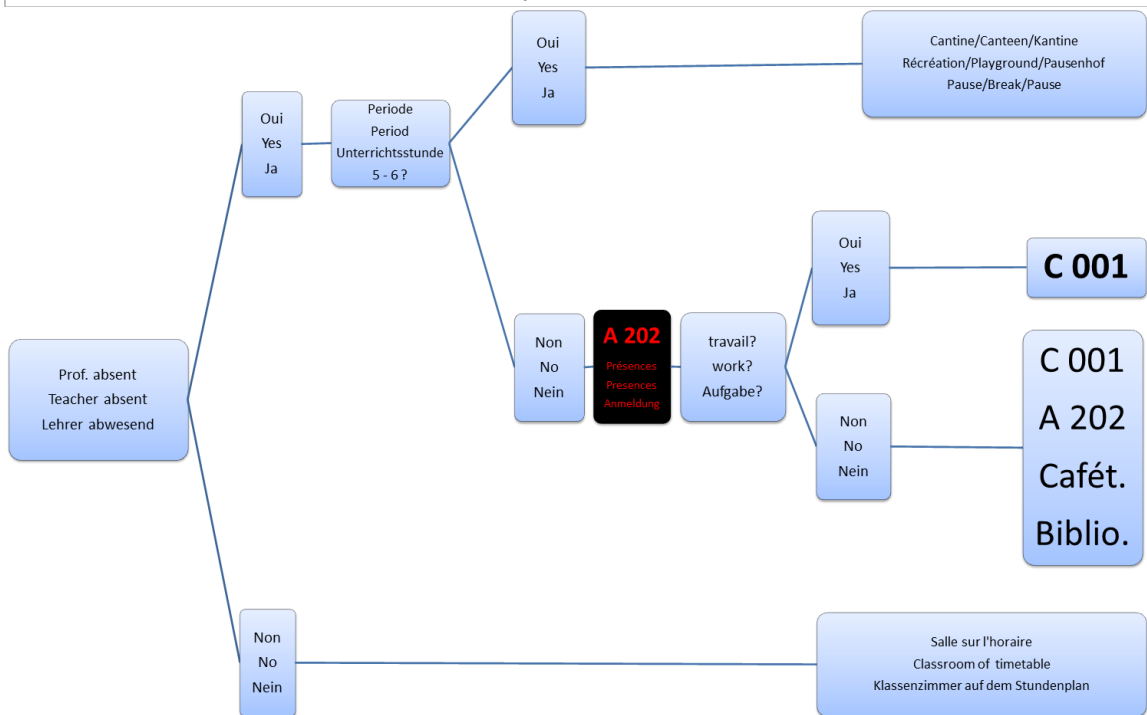 Oui
Yes
Ja
Cantine/Canteen/Kantine
Récréation/Playground/Pausenhof
Pause/Break/Pause
Oui
Yes
Ja
Periode
Period
Unterrichtsstunde
5 - 6 ?
Oui
Yes
Ja
C 001
Non
No
Nein
A 202
Présences
Presences
Anmeldung
travail?
work?
Aufgabe?
Prof. absent
Teacher absent
Lehrer abwesend
Non
No
Nein
C 001
A 202
Cafét.
Biblio.
Non
No
Nein
Salle sur l'horaire
Classroom of timetable
Klassenzimmer auf dem Stundenplan